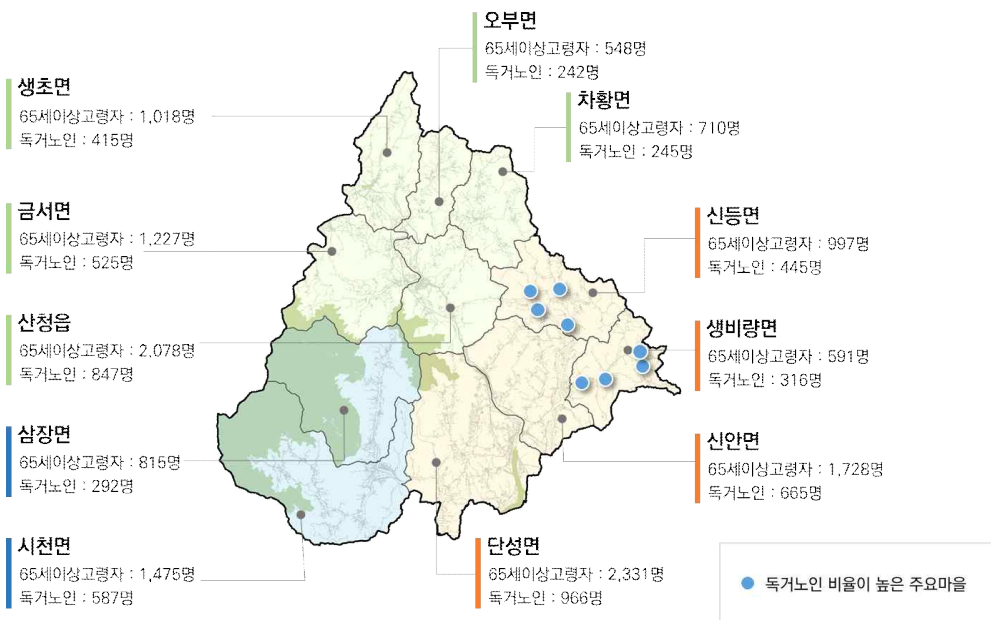 오부면
65세이상고령자 : 548명
독거노인 : 242명
생초면
65세이상고령자 : 1,018명
독거노인 : 415명
차황면
65세이상고령자 : 710명
독거노인 : 245명
금서면
65세이상고령자 : 1,227명
독거노인 : 525명
신등면
65세이상고령자 : 997명
독거노인 : 445명
산청읍
65세이상고령자 : 2,078명
독거노인 : 847명
생비량면
65세이상고령자 : 591명
독거노인 : 316명
삼장면
65세이상고령자 : 815명
독거노인 : 292명
신안면
65세이상고령자 : 1,728명
독거노인 : 665명
시천면
65세이상고령자 : 1,475명
독거노인 : 587명
단성면
65세이상고령자 : 2,331명
독거노인 : 966명
독거노인 비율이 높은 주요마을